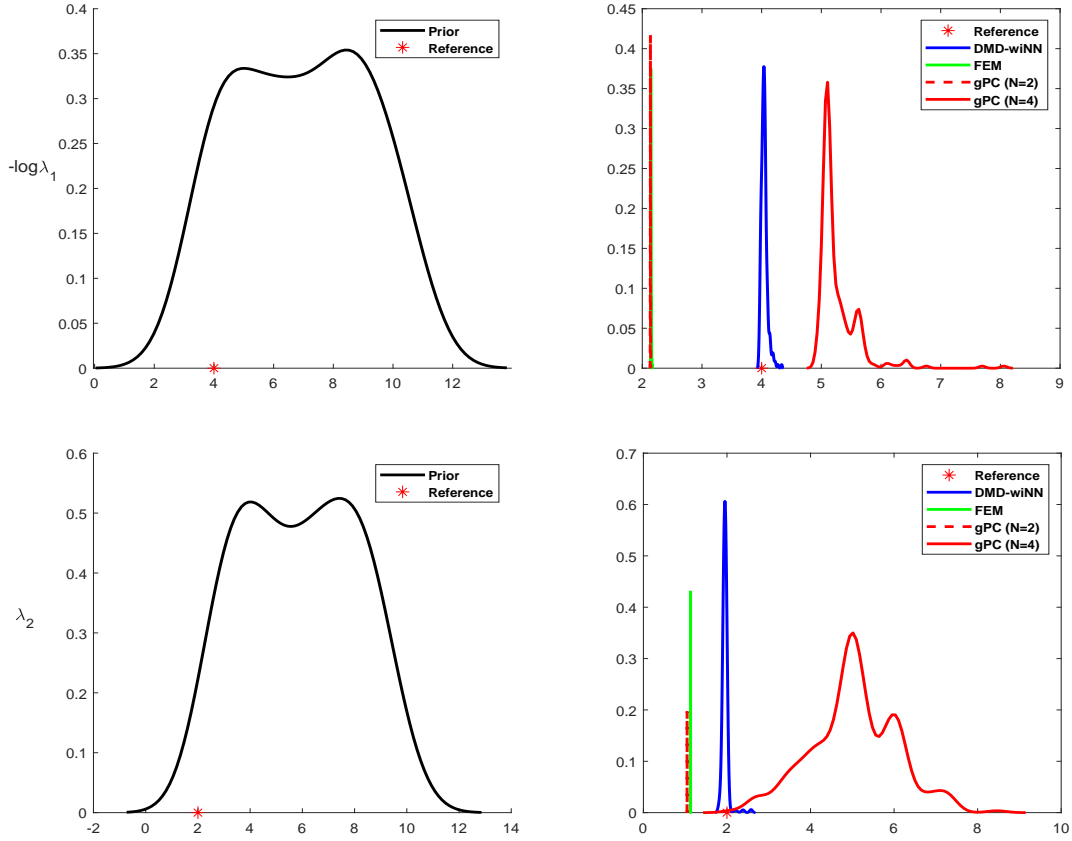 0.4
0.35
0.3
0.25
0.2
0.15
0.1
0.05
0
-logλ1
0 2 4 6 8 10 12
Prior
Reference
0.45
0.4
0.35
0.3
0.25
0.2
0.15
0.1
0.05
0
2 3 4 5 6 7 8 9
Reference
DMD-wiNN
FEM
gPC (N=2)
gPC (N=4)
0.6
0.5
0.4
0.3
0.2
0.1
0
λ2
-2 0 2 4 6 8 10 12 14
Prior
Reference
0.7
0.6
0.5
0.4
0.3
0.2
0.1
0
0 2 4 6 8 10
Reference
DMD-wiNN
FEM
gPC (N=2)
gPC (N=4)